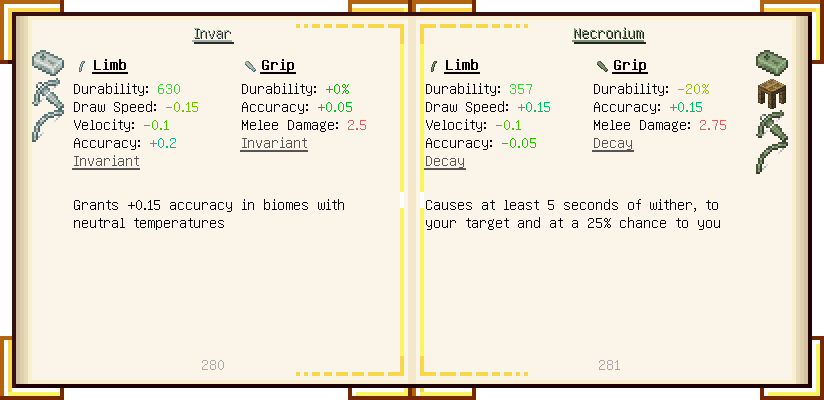 Invar
Limb
Durability: 630
Draw Speed: -0.15
Velocity: -0.1
Accuracy: +0.2
Invariant
Grip
Durability: +0%
Accuracy: +0.05
Melee Damage: 2.5
Invariant
Grants +0.15 accuracy in biomes with
neutral temperatures
280
Necronium
Limb
Durability: 357
Draw Speed: +0.15
Velocity: -0.1
Accuracy: -0.05
Decay
Grip
Durability: -20%
Accuracy: +0.15
Melee Damage: 2.75
Decay
Causes at least 5 seconds of wither, to
your target and at a 25% chance to you
281